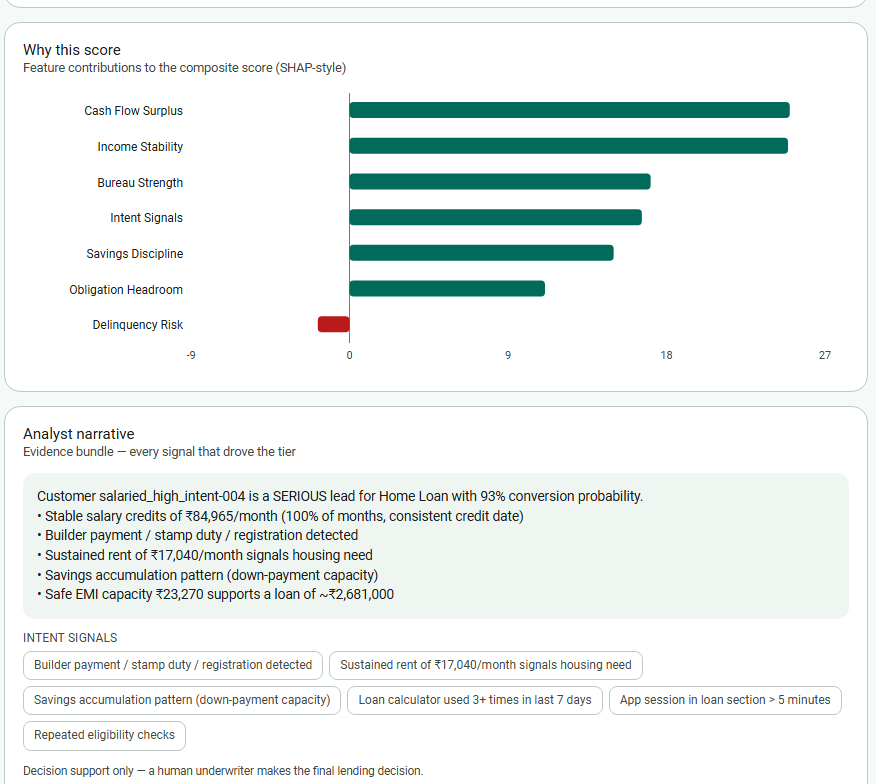 Why this score
Feature contributions to the composite score (SHAP-style)
Cash Flow Surplus
Income Stability
Bureau Strength
Intent Signals
Savings Discipline
Obligation Headroom
Delinquency Risk
-9 0 9 18 27
Analyst narrative
Evidence bundle — every signal that drove the tier
Customer salaried_high_intent-004 is a SERIOUS lead for Home Loan with 93% conversion probability.
• Stable salary credits of ₹84,965/month (100% of months, consistent credit date)
• Builder payment / stamp duty / registration detected
• Sustained rent of ₹17,040/month signals housing need
• Savings accumulation pattern (down-payment capacity)
• Safe EMI capacity ₹23,270 supports a loan of ~₹2,681,000
INTENT SIGNALS
Builder payment / stamp duty / registration detected Sustained rent of ₹17,040/month signals housing need
Savings accumulation pattern (down-payment capacity) Loan calculator used 3+ times in last 7 days App session in loan section > 5 minutes
Repeated eligibility checks
Decision support only — a human underwriter makes the final lending decision.